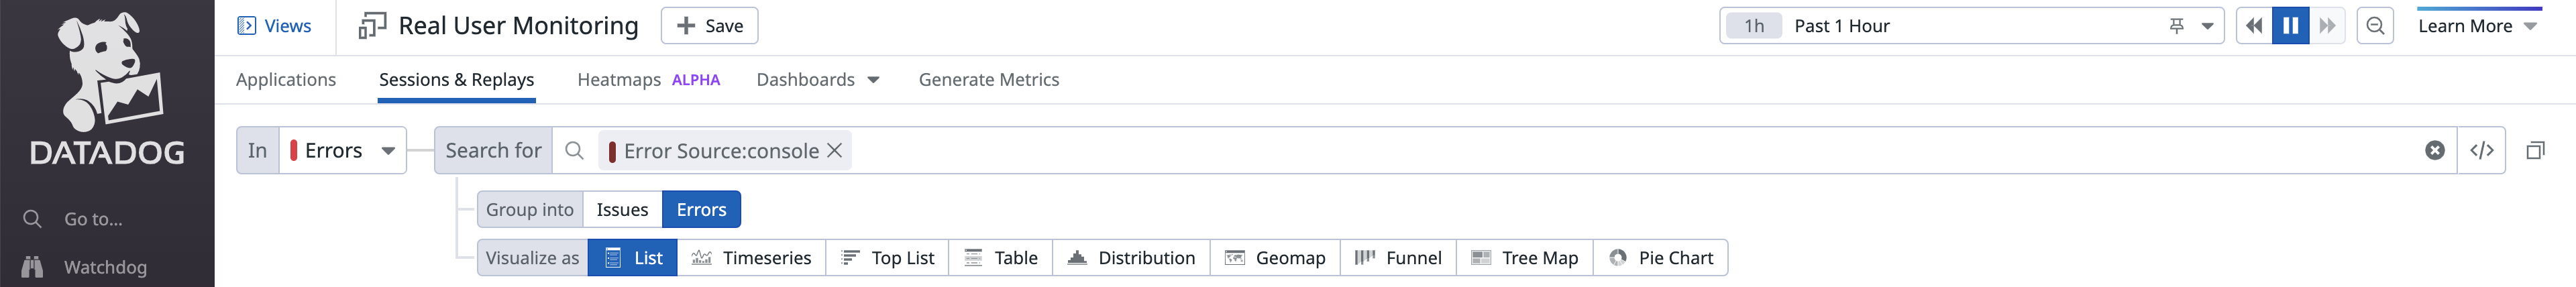 DATADOG
Go to...
Watchdog
Views
Real User Monitoring
Save
1h Past 1 Hour
Learn More
Applications Sessions & Replays Heatmaps ALPHA Dashboards Generate Metrics
In Errors Search for Error Source:console </>
Group into Issues Errors
Visualize as List Timeseries Top List Table Distribution Geomap Funnel Tree Map Pie Chart